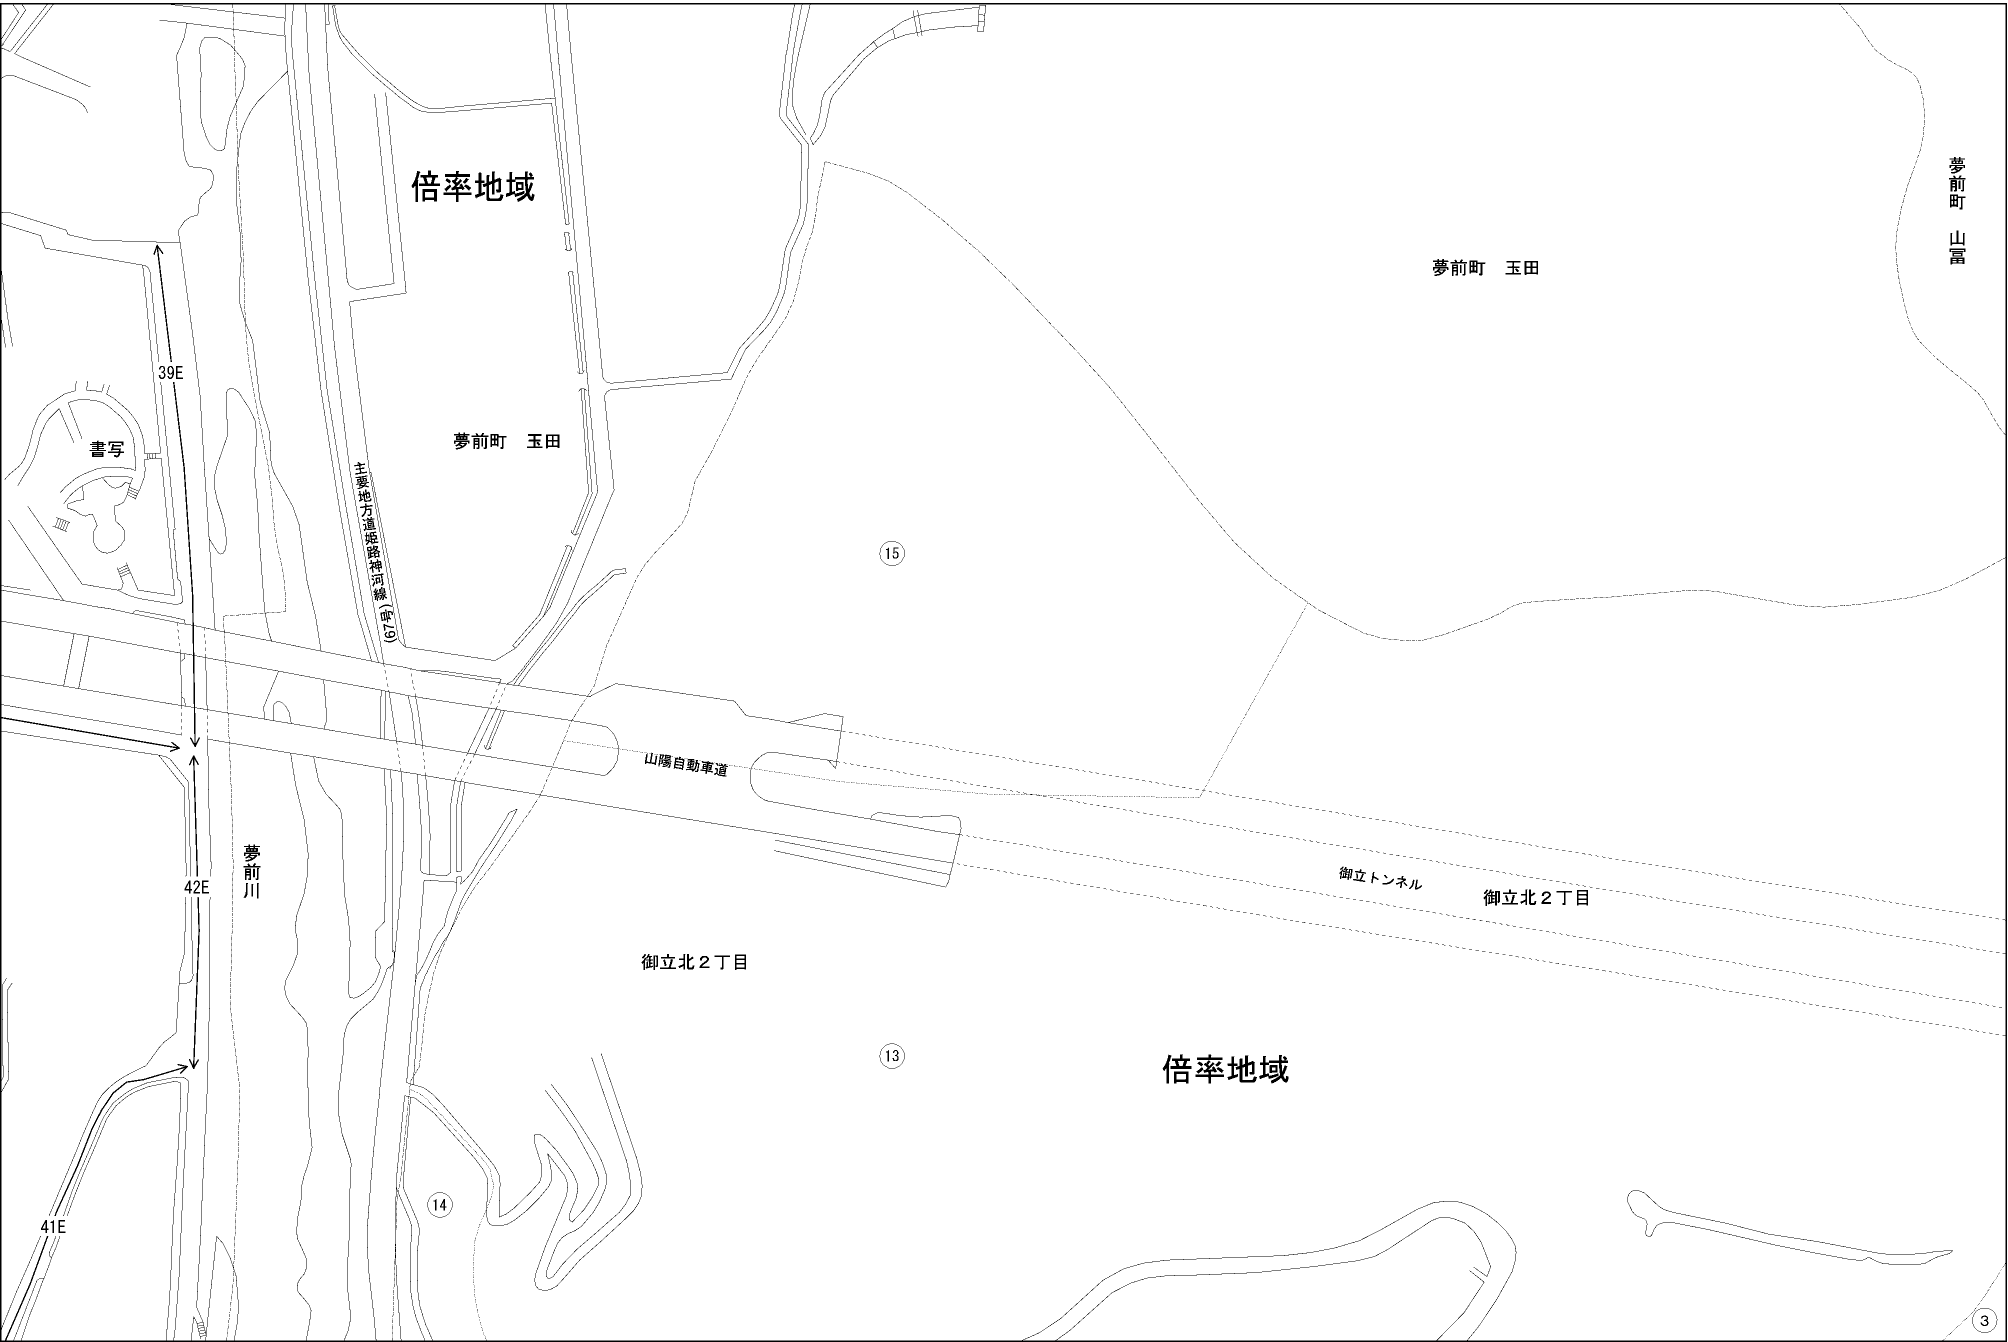 倍率地域
夢前町　山冨
夢前町　玉田
39E
書写
夢前町　玉田
主要地方道姫路神河線(号67)
15
山陽自動車道
夢前川
42E
御立トンネル
御立北２丁目
御立北２丁目
13
倍率地域
14
41E
3